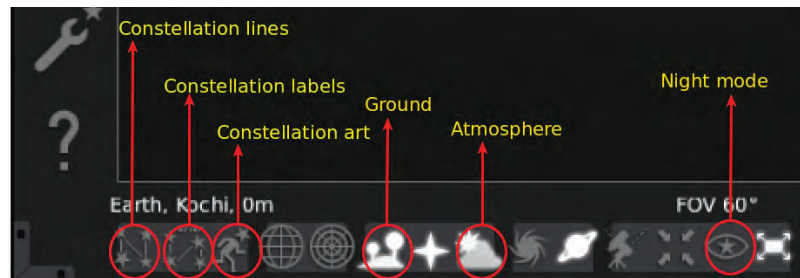 Constellation lines
Constellation labels
Constellation art
Ground
Atmosphere
Night mode
?
Earth, Kochi, 0m
FOV 60°